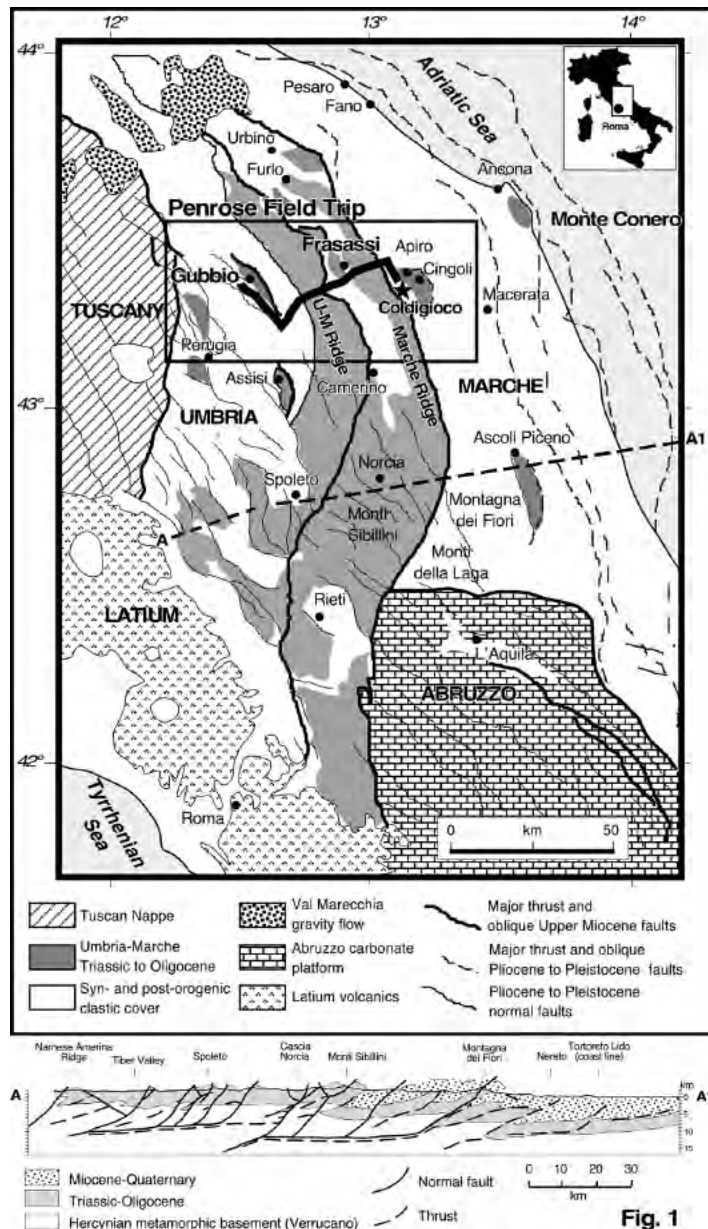 12°
13°
14°
44°
Adriatic Sea
Roma
Pesaro
Fano
Urbino
Furlo
Ancona
Penrose Field Trip
Monte Conero
Frasassi
Apiro
Gubbio
Cingoli
TUSCANY
Coldigioco
Macerata
U-M Ridge
Marche Ridge
Perugia
Assisi
Camerino
MARCHE
43°
UMBRIA
Ascoli Piceno
A1
Norcia
Spoleto
Monti
Sibillini
Montagna
dei Fiori
A
Monti
della Laga
Rieti
LATIUM
L'Aquila
ABRUZZO
42°
Tyrrhenian
Sea
Roma
0 50
km
Tuscan Nappe
Umbria-Marche
Triassic to Oligocene
Syn- and post-orogenic
clastic cover
Val Marecchia
gravity flow
Abruzzo carbonate
platform
Latium volcanics
Major thrust and
oblique Upper Miocene faults
Major thrust and oblique
Pliocene to Pleistocene faults
Pliocene to Pleistocene
normal faults
Narnese Amerina
Ridge
Tiber Valley
Spoleto
Cascia
Norcia
Monti Sibillini
Montagna
dei Fiori
Nereto
Tortoreto Lido
(coast line)
A
km
0
5
10
15
Miocene-Quaternary
Triassic-Oligocene
Hercynian metamorphic basement (Verrucano)
Normal fault
Thrust
0 10 20 30
km
Fig. 1